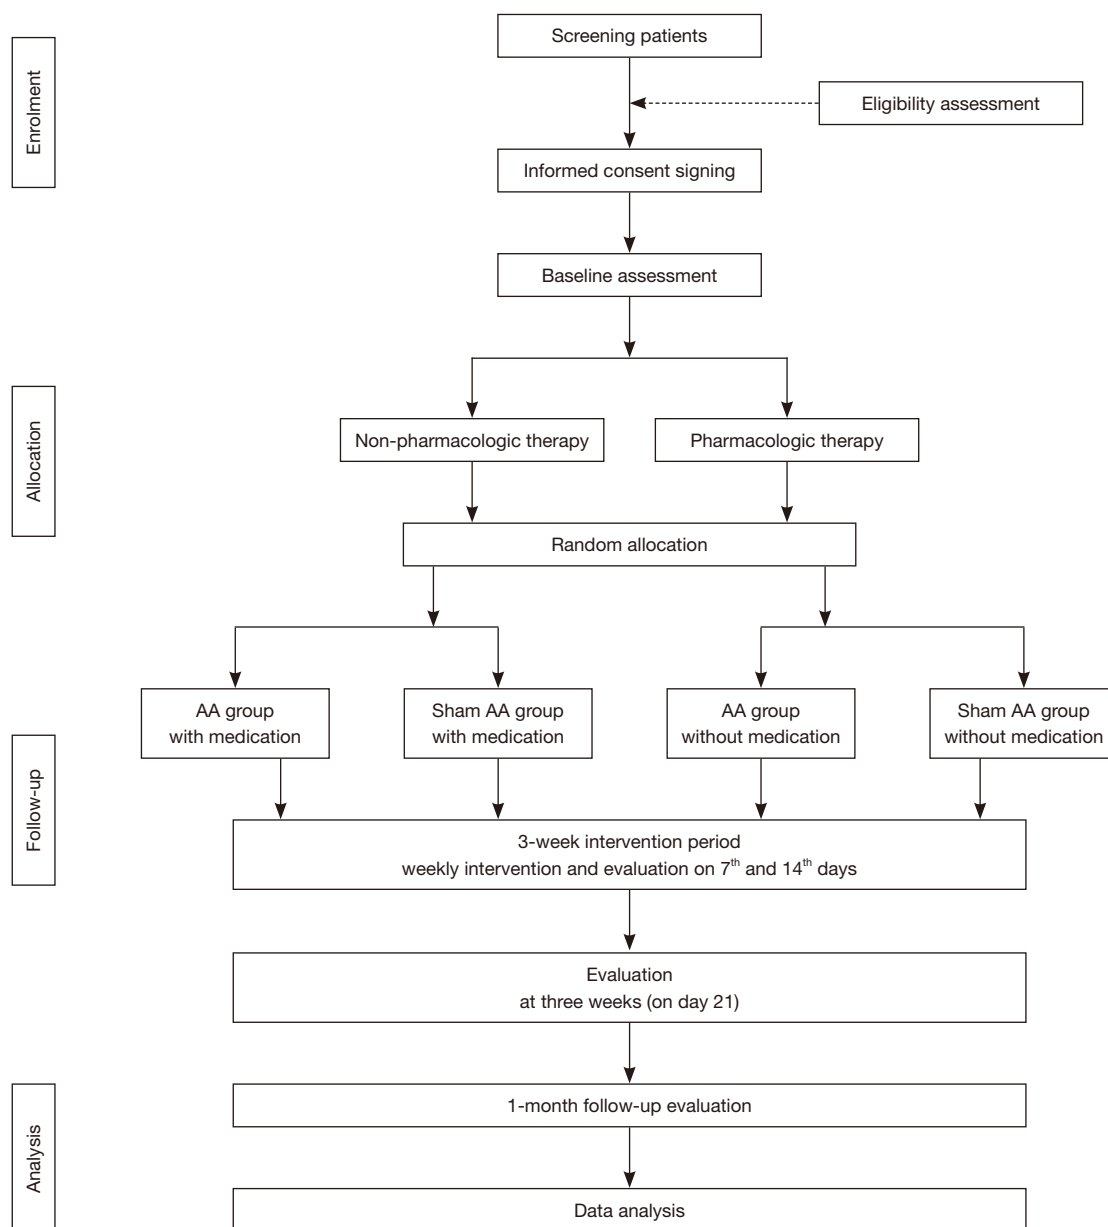 Enrolment
Screening patients
Eligibility assessment
Informed consent signing
Baseline assessment
Allocation
Non-pharmacologic therapy
Pharmacologic therapy
Random allocation
AA group
with medication
Sham AA group
with medication
AA group
without medication
Sham AA group
without medication
Follow-up
3-week intervention period
weekly intervention and evaluation on 7th and 14th days
Evaluation
at three weeks (on day 21)
Analysis
1-month follow-up evaluation
Data analysis